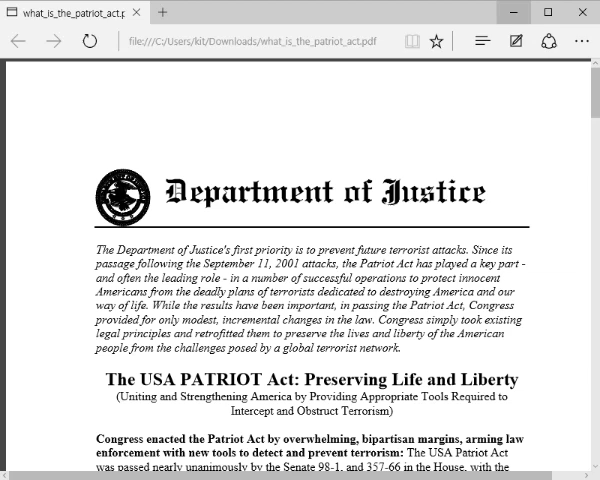 what_is_the_patriot_act.p
file:///C:/Users/kit/Downloads/what_is_the_patriot_act.pdf
Department of Justice
The Department of Justice's first priority is to prevent future terrorist attacks. Since its
passage following the September 11, 2001 attacks, the Patriot Act has played a key part -
and often the leading role - in a number of successful operations to protect innocent
Americans from the deadly plans of terrorists dedicated to destroying America and our
way of life. While the results have been important, in passing the Patriot Act, Congress
provided for only modest, incremental changes in the law. Congress simply took existing
legal principles and retrofitted them to preserve the lives and liberty of the American
people from the challenges posed by a global terrorist network.
The USA PATRIOT Act: Preserving Life and Liberty
(Uniting and Strengthening America by Providing Appropriate Tools Required to
Intercept and Obstruct Terrorism)
Congress enacted the Patriot Act by overwhelming, bipartisan margins, arming law
enforcement with new tools to detect and prevent terrorism: The USA Patriot Act
was passed nearly unanimously by the Senate 98-1, and 357-66 in the House, with the